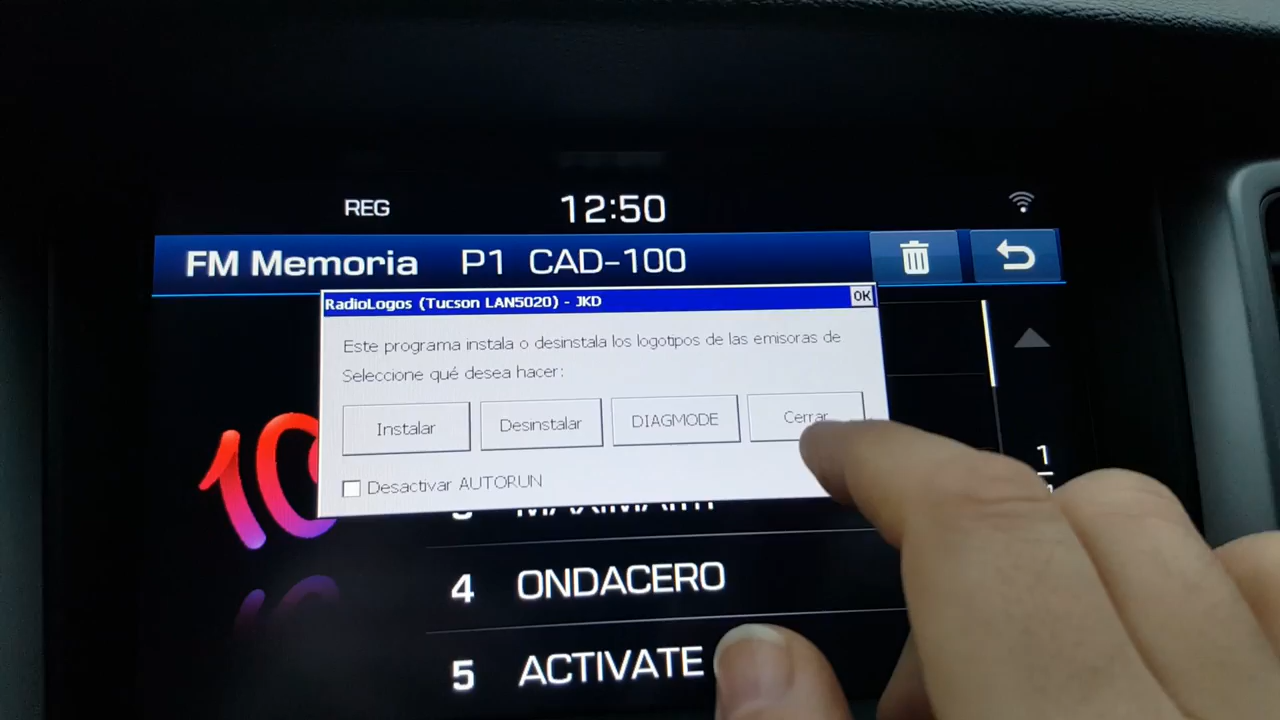 REG 12:50
FM Memoria P1 CAD-100
RadioLogos (Tucson LAN5020) - JKD OK
Este programa instala o desinstala los logotipos de las emisoras de
Seleccione qué desea hacer:
Instalar Desinstalar DIAGMODE Cerrar
Desactivar AUTORUN
10
1
4 ONDACERO
5 ACTIVATE